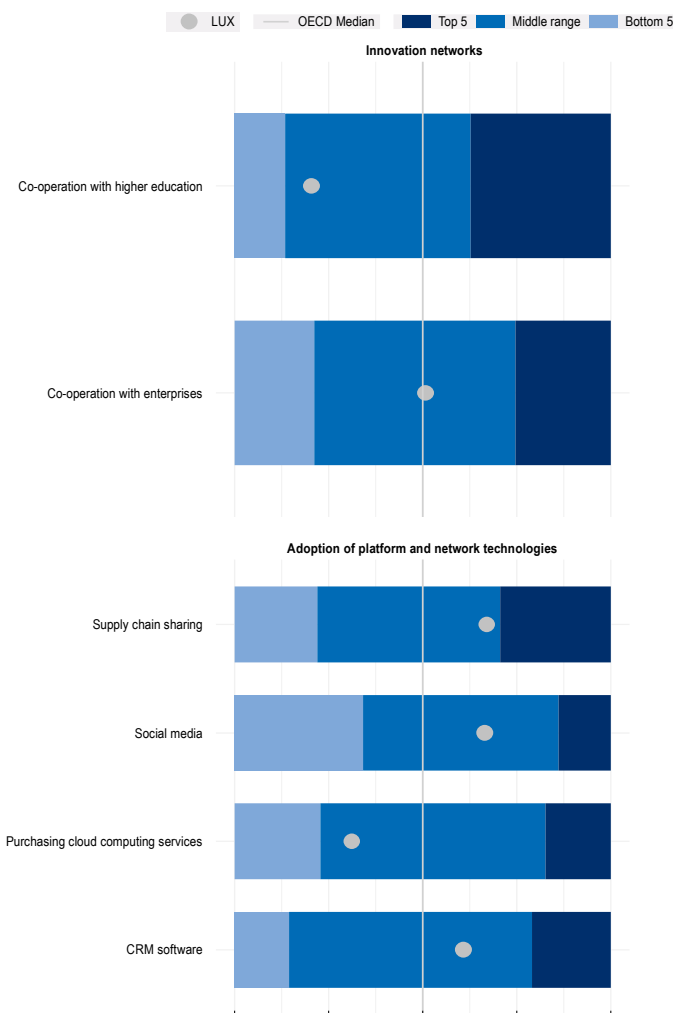 LUX OECD Median Top 5 Middle range Bottom 5
Innovation networks
Co-operation with higher education
Co-operation with enterprises
Adoption of platform and network technologies
Supply chain sharing
Social media
Purchasing cloud computing services
CRM software